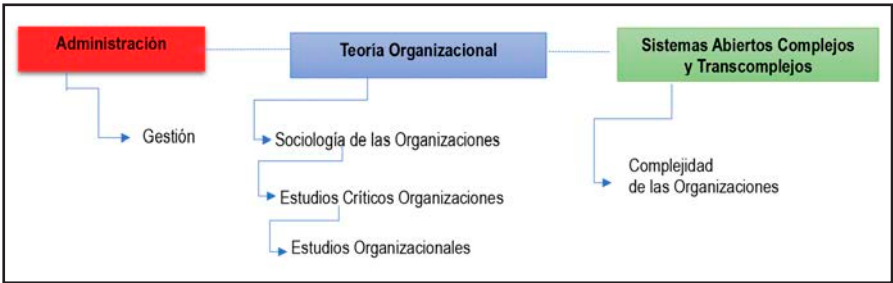 Administración
Teoría Organizacional
Sistemas Abiertos Complejos
y Transcomplejos
Gestión
Sociología de las Organizaciones
Estudios Críticos Organizaciones
Estudios Organizacionales
Complejidad
de las Organizaciones